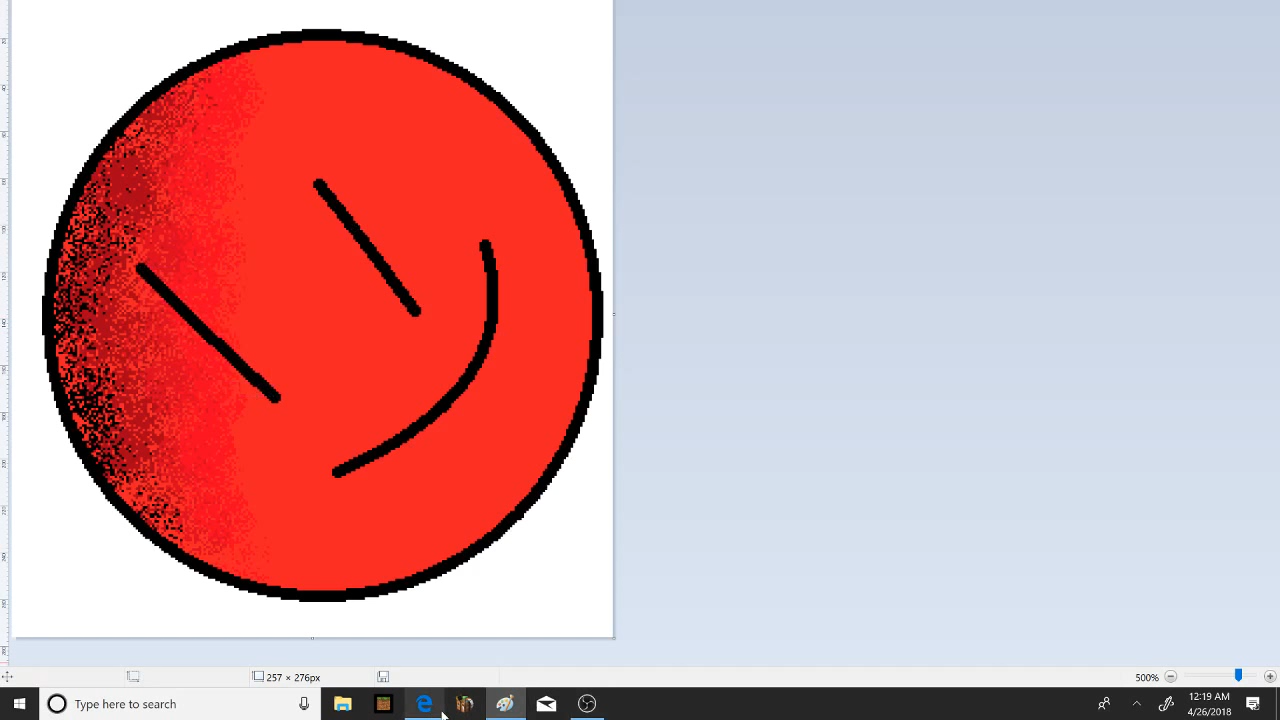 257 × 276px
500%
Type here to search
12:19 AM
4/26/2018